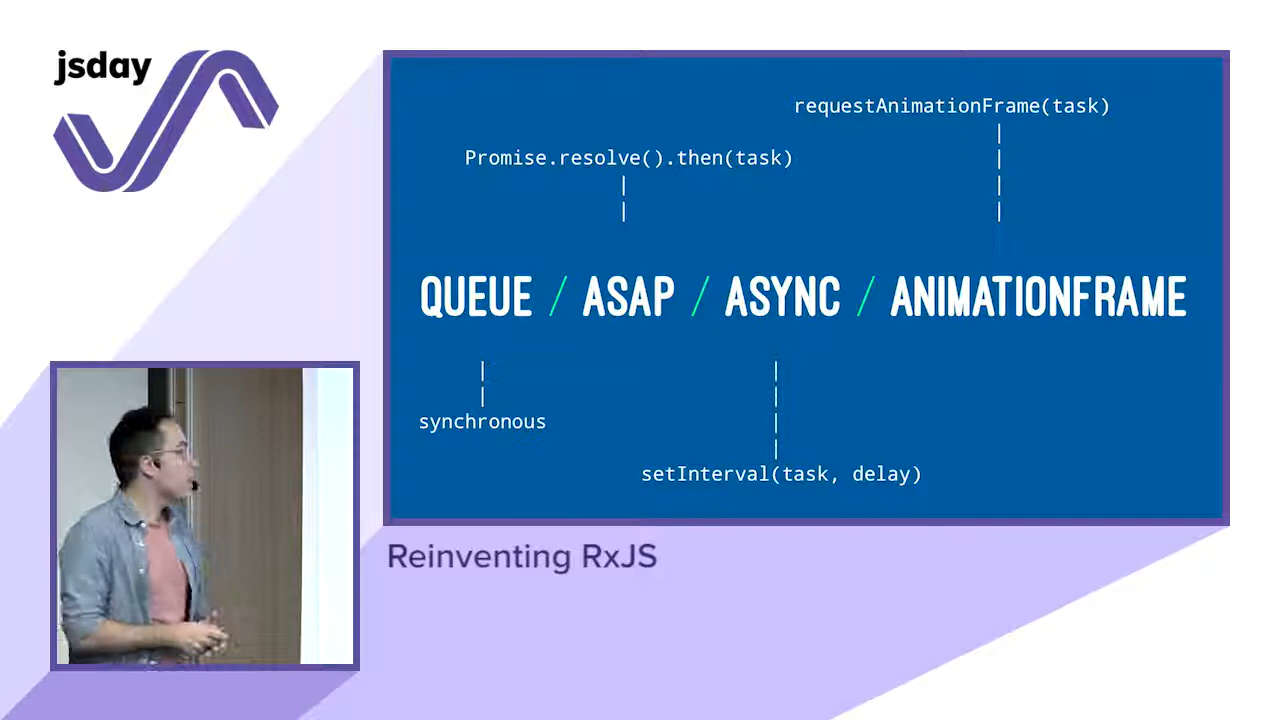 jsday
requestAnimationFrame(task)
Promise.resolve().then(task)
QUEUE / ASAP / ASYNC / ANIMATIONFRAME
synchronous
setInterval(task, delay)
Reinventing RxJS